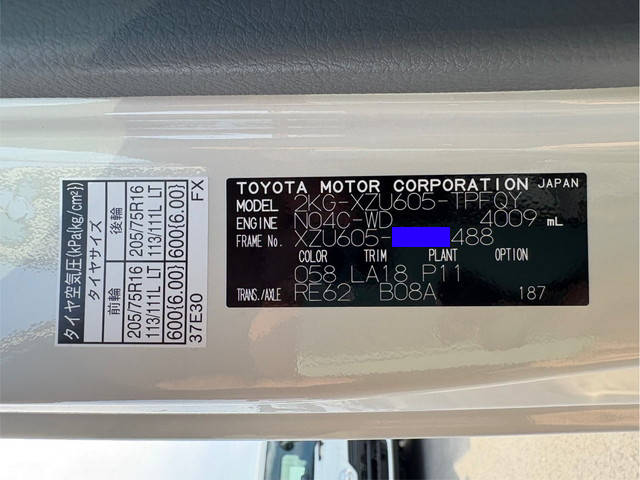 タイヤ空気圧(kPa{kg/cm²})
タイヤサイズ
前輪 後輪
205/75R16 205/75R16
113/111L LT 113/111L LT
600{6.00} 600{6.00}
37E30 FX
TOYOTA MOTOR CORPORATION JAPAN
MODEL 2KG-XZU605-TPFQY
ENGINE N04C-WD 4009 mL
FRAME No. XZU605- 488
COLOR TRIM PLANT OPTION
058 LA18 P11
TRANS./AXLE RE62 B08A 187